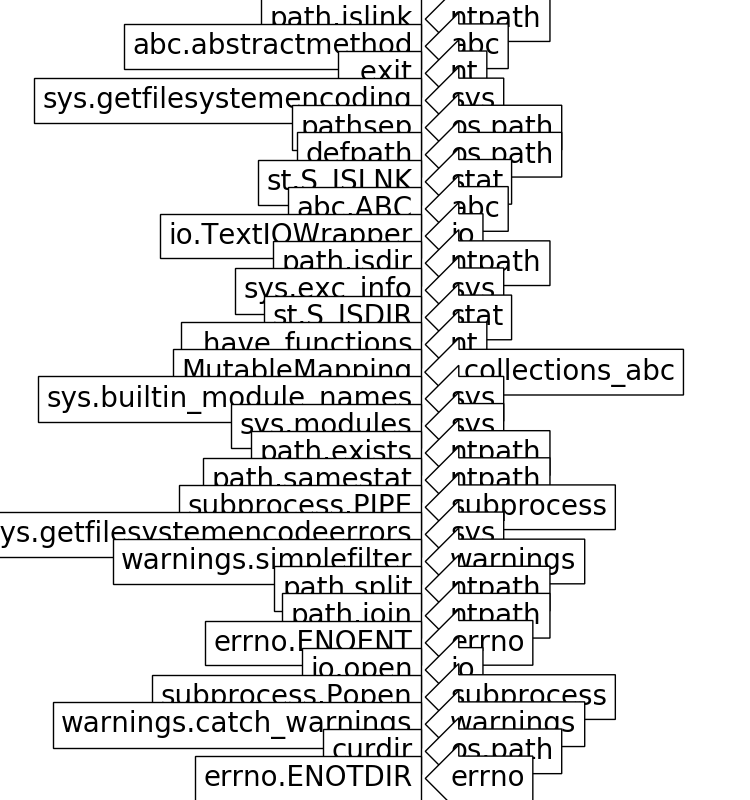 path.islink ntpath
abc.abstractmethod abc
exit nt
sys.getfilesystemencoding sys
pathsep os.path
defpath os.path
st.S_ISLNK stat
abc.ABC abc
io.TextIOWrapper io
path.isdir ntpath
sys.exc_info sys
st.S_ISDIR stat
_have_functions nt
MutableMapping _collections_abc
sys.builtin_module_names sys
sys.modules sys
path.exists ntpath
path.samestat ntpath
subprocess.PIPE subprocess
ys.getfilesystemencodeerrors sys
warnings.simplefilter warnings
path.split ntpath
path.join ntpath
errno.ENOENT errno
io.open io
subprocess.Popen subprocess
warnings.catch_warnings warnings
curdir os.path
errno.ENOTDIR errno